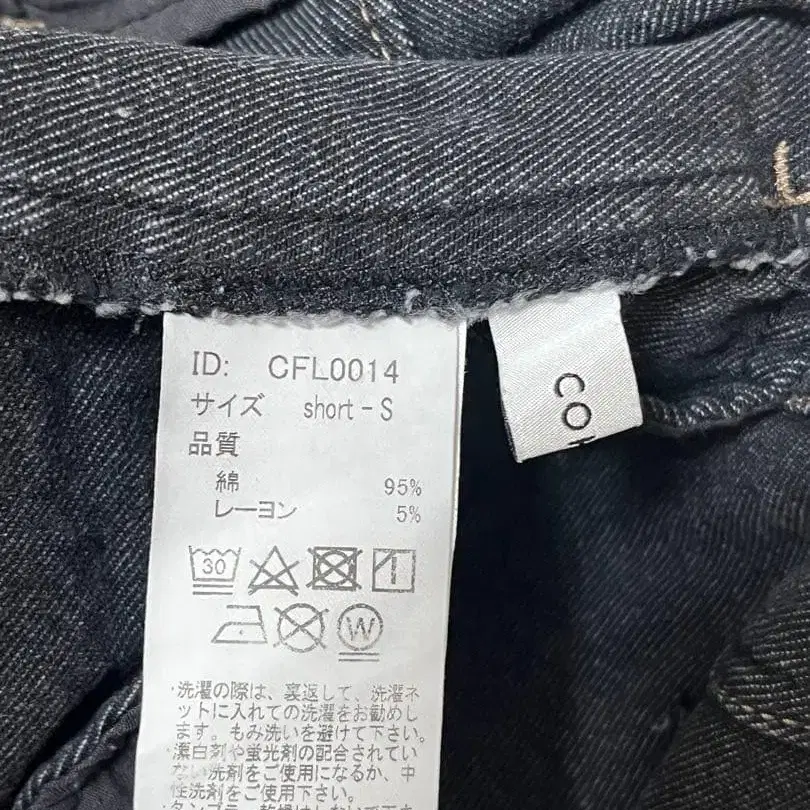 ID: CFL0014
サイズ short-S
品質
綿 95%
レーヨン 5%
30
W
・洗濯の際は、裏返して、洗濯ネ
ットに入れての洗濯をお勧めし
ます。もみ洗いを避けて下さい。
・漂白剤や蛍光剤の配合されてい
ない洗剤をご使用になるか、中
性洗剤をご使用下さい。
CO